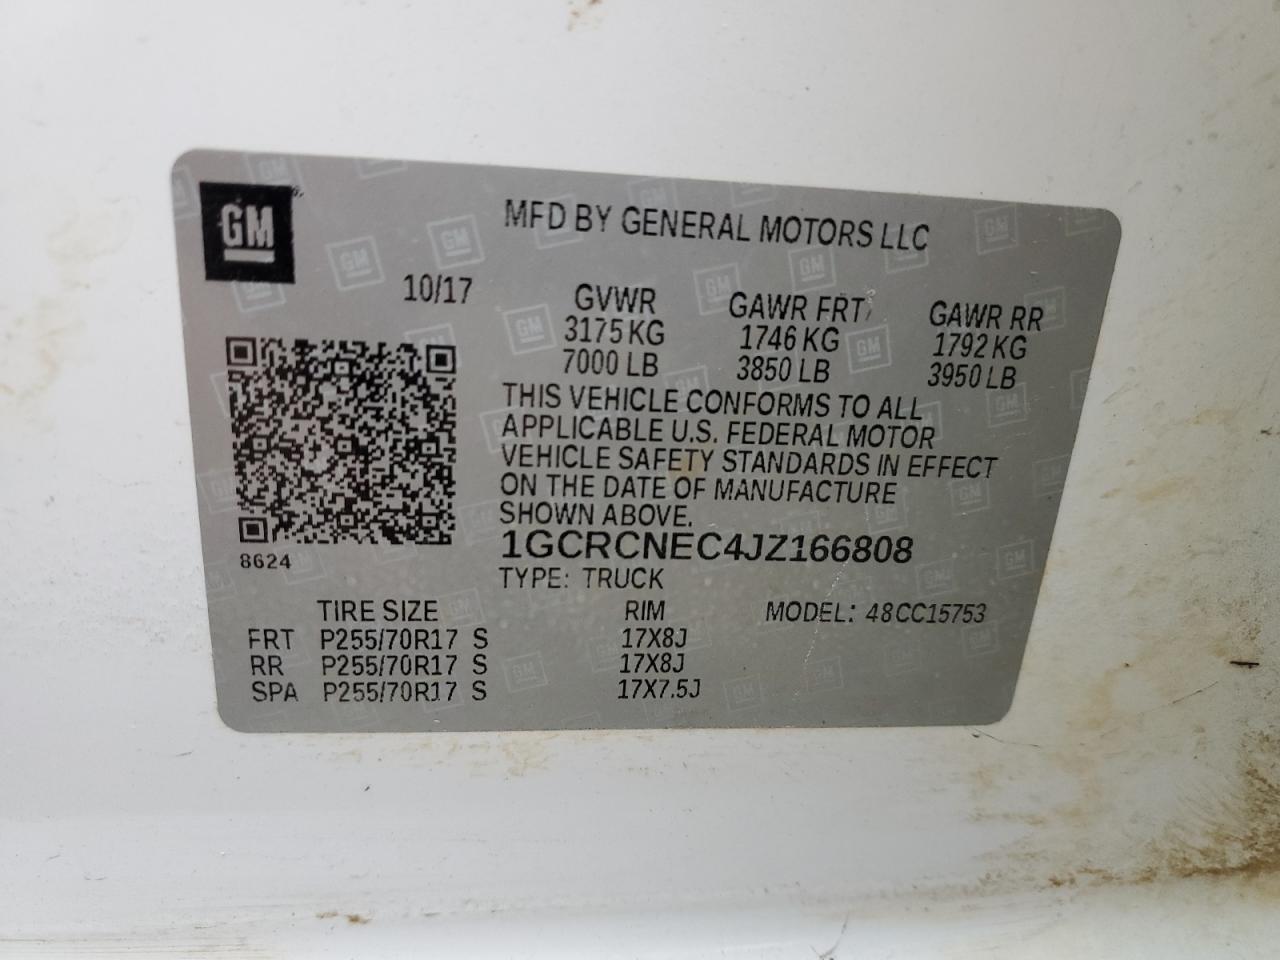 GM
MFD BY GENERAL MOTORS LLC
10/17
GVWR GAWR FRT GAWR RR
3175 KG 1746 KG 1792 KG
7000 LB 3850 LB 3950 LB
THIS VEHICLE CONFORMS TO ALL
APPLICABLE U.S. FEDERAL MOTOR
VEHICLE SAFETY STANDARDS IN EFFECT
ON THE DATE OF MANUFACTURE
SHOWN ABOVE.
1GCRCNEC4JZ166808
8624
TYPE: TRUCK
TIRE SIZE RIM MODEL: 48CC15753
FRT P255/70R17 S 17X8J
RR P255/70R17 S 17X8J
SPA P255/70R17 S 17X7.5J